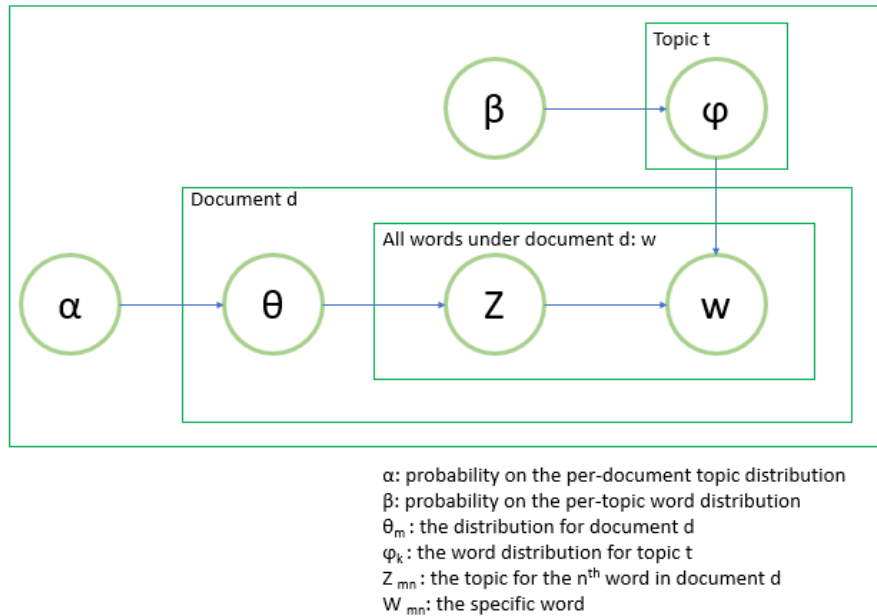 Topic t
β
φ
Document d
All words under document d: w
α
θ
Z
w
α: probability on the per-document topic distribution
β: probability on the per-topic word distribution
θm : the distribution for document d
φk : the word distribution for topic t
Z mn : the topic for the nth word in document d
W mn: the specific word